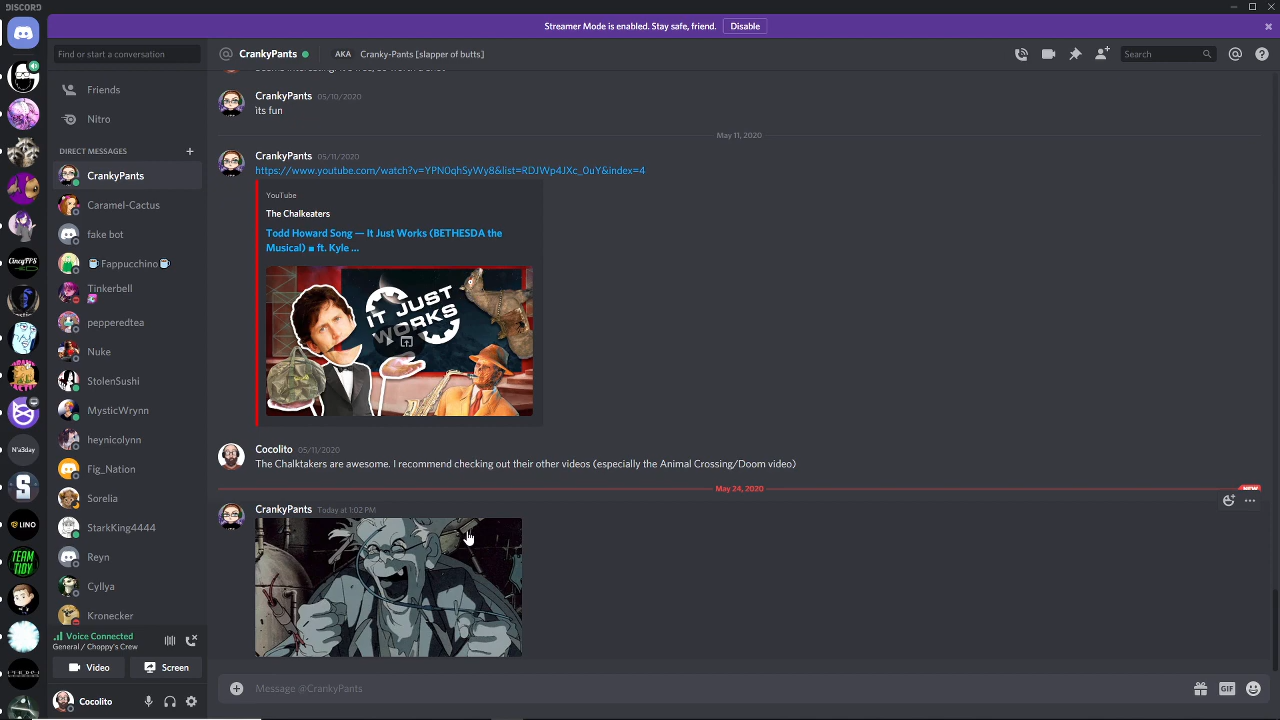 DISCORD
Streamer Mode is enabled. Stay safe, friend.
Disable
Find or start a conversation
Friends
Nitro
DIRECT MESSAGES
CrankyPants
Caramel-Cactus
fake bot
Fappucchino
Tinkerbell
pepperedtea
Nuke
StolenSushi
MysticWrynn
heynicolynn
Fig_Nation
Sorelia
StarkKing4444
Reyn
Cyllya
Kronecker
Voice Connected
General / Choppy's Crew
Video
Screen
Cocolito
N'a3day
LINO
TEAM
TIDY
@ CrankyPants
AKA Cranky-Pants [slapper of butts]
Search
CrankyPants 05/10/2020
its fun
May 11, 2020
CrankyPants 05/11/2020
https://www.youtube.com/watch?v=YPN0qhSyWy8&list=RDJWp4JXc_0uY&index=4
YouTube
The Chalkeaters
Todd Howard Song — It Just Works (BETHESDA the
Musical) ■ ft. Kyle ...
IT JUST
WORKS
Cocolito 05/11/2020
The Chalktakers are awesome. I recommend checking out their other videos (especially the Animal Crossing/Doom video)
May 24, 2020
CrankyPants Today at 1:02 PM
Message @CrankyPants
GIF